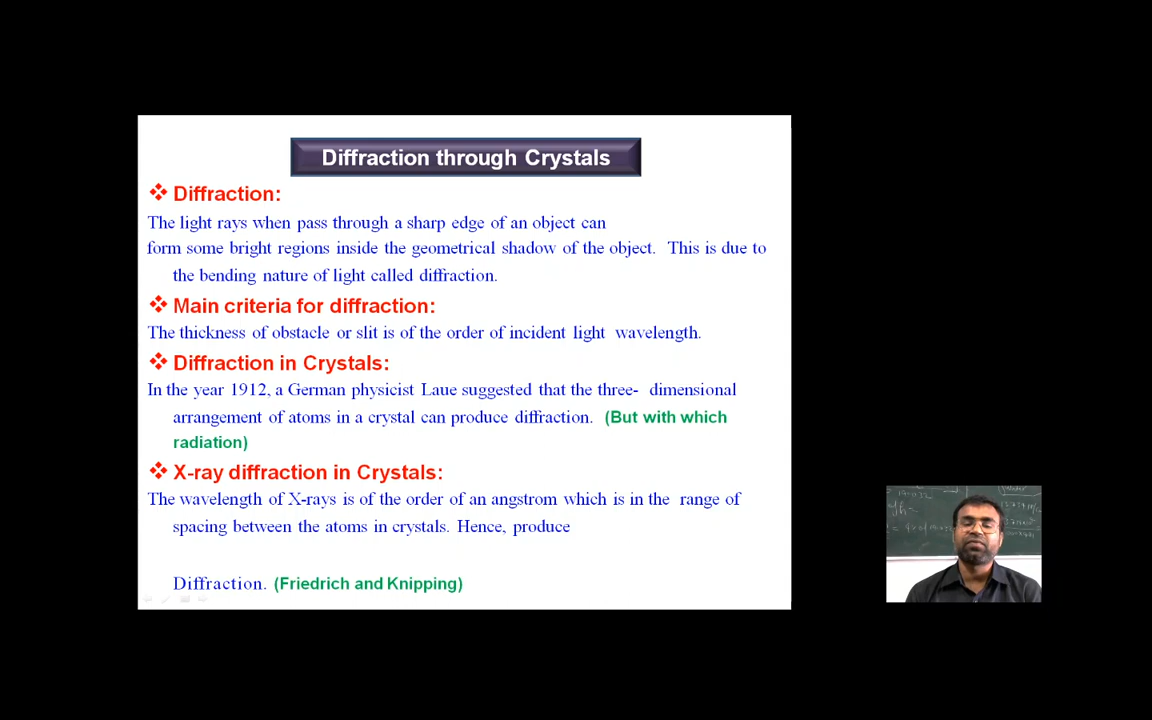 Diffraction through Crystals
❖ Diffraction:
The light rays when pass through a sharp edge of an object can
form some bright regions inside the geometrical shadow of the object. This is due to
the bending nature of light called diffraction.
❖ Main criteria for diffraction:
The thickness of obstacle or slit is of the order of incident light wavelength.
❖ Diffraction in Crystals:
In the year 1912, a German physicist Laue suggested that the three- dimensional
arrangement of atoms in a crystal can produce diffraction. (But with which
radiation)
❖ X-ray diffraction in Crystals:
The wavelength of X-rays is of the order of an angstrom which is in the range of
spacing between the atoms in crystals. Hence, produce
Diffraction. (Friedrich and Knipping)